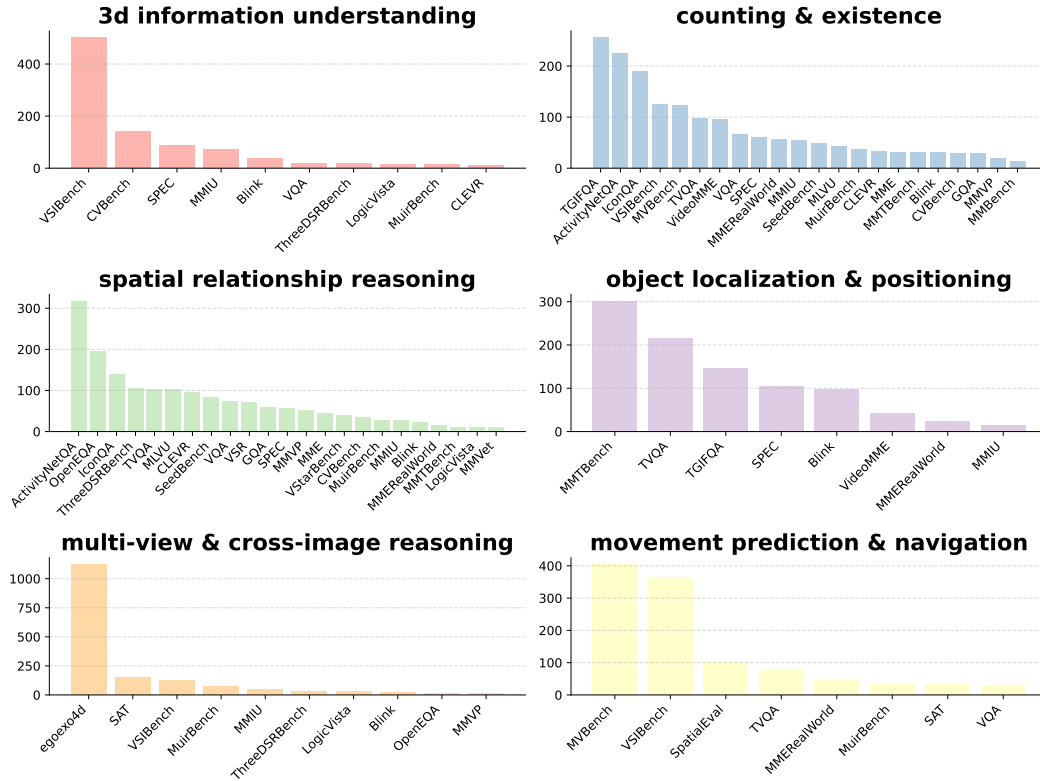 3d information understanding
400
200
0
VSIBench
CVBench
SPEC
MMIU
Blink
VQA
ThreeDSRBench
LogicVista
MuirBench
CLEVR
counting & existence
200
100
0
TGIFQA
ActivityNetQA
IconQA
VSIBench
MVBench
TVQA
VideoMME
VQA
SPEC
MMERealWorld
MMIU
SeedBench
MLVU
MuirBench
CLEVR
MME
MMTBench
Blink
CVBench
GQA
MMVP
MMBench
spatial relationship reasoning
300
200
100
0
ActivityNetQA
OpenEQA
IconQA
ThreeDSRBench
TVQA
MLVU
CLEVR
SeedBench
VQA
VSR
GQA
SPEC
MMVP
MME
VStarBench
CVBench
MuirBench
MMIU
Blink
MMERealWorld
MMTBench
LogicVista
MMVet
object localization & positioning
300
200
100
0
MMTBench
TVQA
TGIFQA
SPEC
Blink
VideoMME
MMERealWorld
MMIU
multi-view & cross-image reasoning
1000
750
500
250
0
egoexo4d
SAT
VSIBench
MuirBench
MMIU
ThreeDSRBench
LogicVista
Blink
OpenEQA
MMVP
movement prediction & navigation
400
300
200
100
0
MVBench
VSIBench
SpatialEval
TVQA
MMERealWorld
MuirBench
SAT
VQA